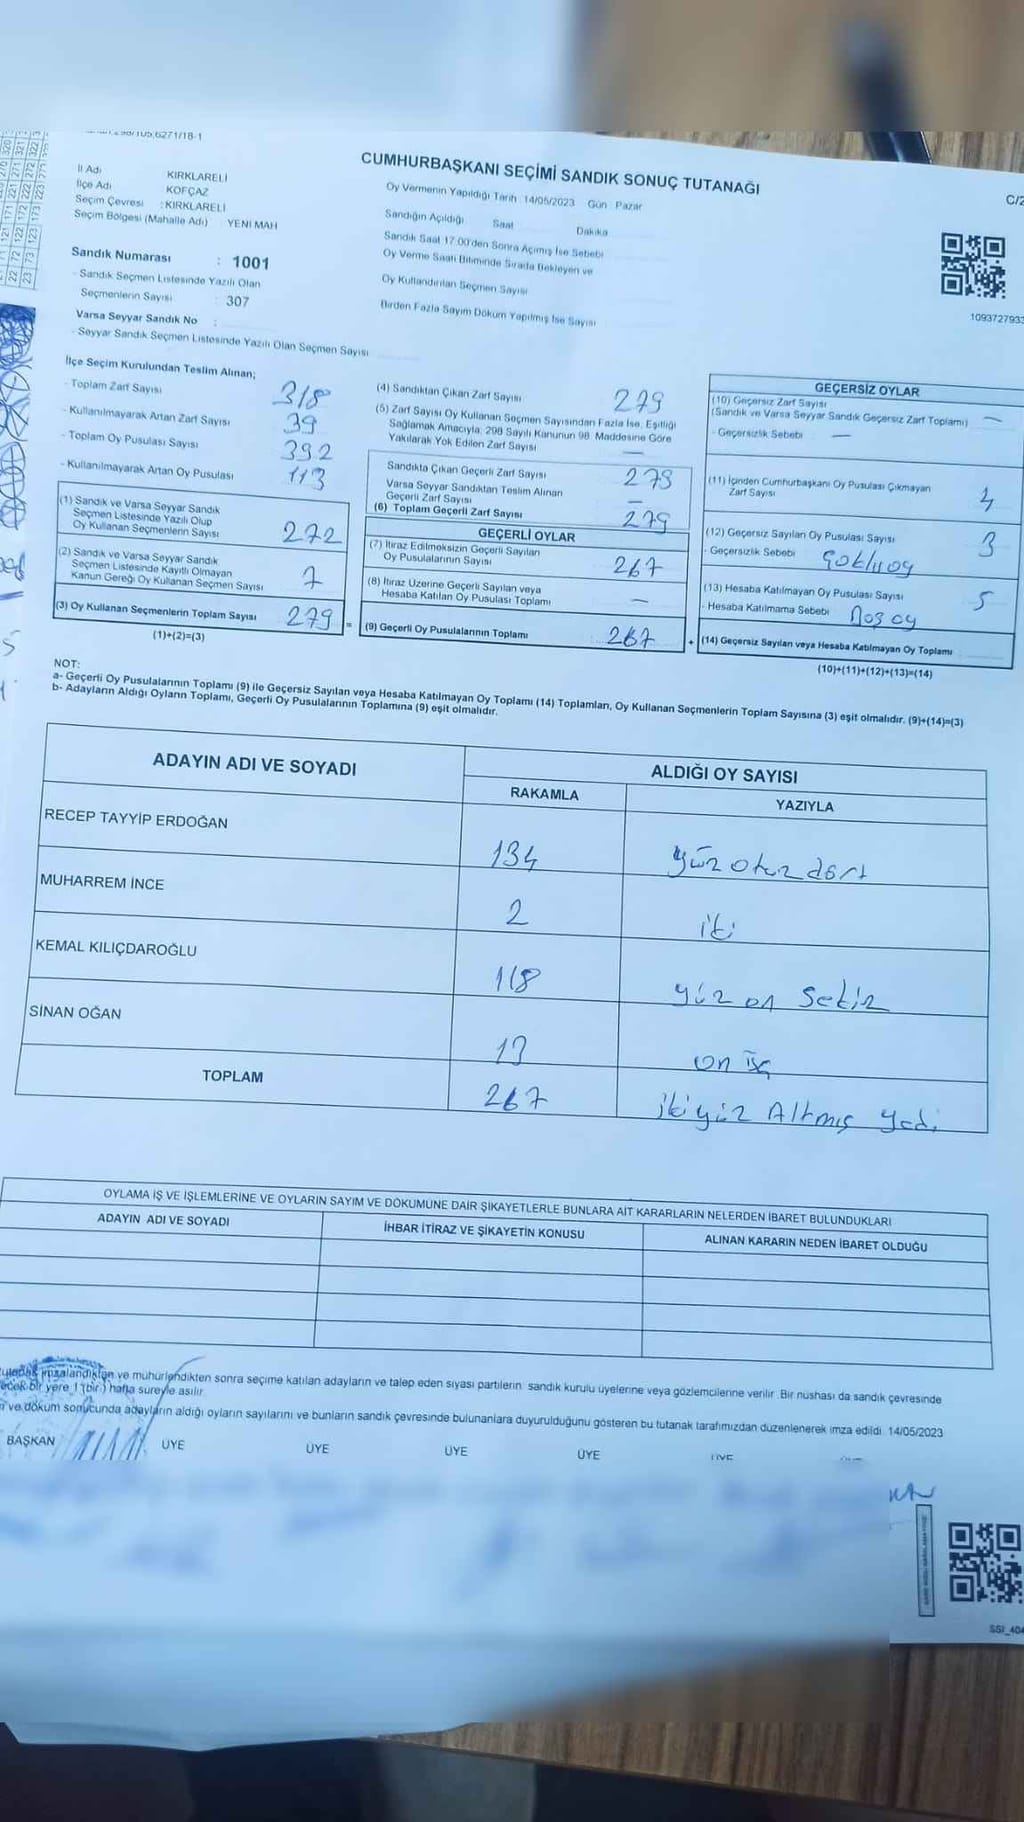 CUMHURBAŞKANI SEÇİMİ SANDIK SONUÇ TUTANAĞI
C/2
İl Adı KIRKLARELİ
İlçe Adı KOFÇAZ
Seçim Çevresi : KIRKLARELİ
Seçim Bölgesi (Mahalle Adı) YENİ MAH
Sandık Numarası : 1001
- Sandık Seçmen Listesinde Yazılı Olan
Seçmenlerin Sayısı : 307
Varsa Seyyar Sandık No :
- Seyyar Sandık Seçmen Listesinde Yazılı Olan Seçmen Sayısı
Oy Vermenin Yapıldığı Tarih :14/05/2023 Gün : Pazar
Sandığın Açıldığı Saat Dakika
Sandık Saat 17.00'den Sonra Açımış İse Sebebi
Oy Verme Saati Bitiminde Sırada Bekleyen ve
Oy Kullandırılan Seçmen Sayısı
Birden Fazla Sayım Döküm Yapılmış İse Sayısı
109372793
İlçe Seçim Kurulundan Teslim Alınan;
- Toplam Zarf Sayısı 318
- Kullanılmayarak Artan Zarf Sayısı 39
- Toplam Oy Pusulası Sayısı 392
- Kullanılmayarak Artan Oy Pusulası 113
(1) Sandık ve Varsa Seyyar Sandık
Seçmen Listesinde Yazılı Olup
Oy Kullanan Seçmenlerin Sayısı 272
(2) Sandık ve Varsa Seyyar Sandık
Seçmen Listesinde Kayıtlı Olmayan
Kanun Gereği Oy Kullanan Seçmen Sayısı 7
(3) Oy Kullanan Seçmenlerin Toplam Sayısı 279 =
(1)+(2)=(3)
(4) Sandıktan Çıkan Zarf Sayısı 279
(5) Zarf Sayısı Oy Kullanan Seçmen Sayısından Fazla İse, Eşitliği
Sağlamak Amacıyla; 298 Sayılı Kanunun 98. Maddesine Göre
Yakılarak Yok Edilen Zarf Sayısı —
Sandıkta Çıkan Geçerli Zarf Sayısı 279
Varsa Seyyar Sandıktan Teslim Alınan
Geçerli Zarf Sayısı —
(6) Toplam Geçerli Zarf Sayısı 279
GEÇERLİ OYLAR
(7) İtiraz Edilmeksizin Geçerli Sayılan
Oy Pusulalarının Sayısı 267
(8) İtiraz Üzerine Geçerli Sayılan veya
Hesaba Katılan Oy Pusulası Toplamı —
(9) Geçerli Oy Pusulalarının Toplamı 267 +
GEÇERSİZ OYLAR
(10) Geçersiz Zarf Sayısı
(Sandık ve Varsa Seyyar Sandık Geçersiz Zarf Toplamı) —
- Geçersizlik Sebebi —
(11) İçinden Cumhurbaşkanı Oy Pusulası Çıkmayan
Zarf Sayısı 4
(12) Geçersiz Sayılan Oy Pusulası Sayısı 3
- Geçersizlik Sebebi
(13) Hesaba Katılmayan Oy Pusulası Sayısı 5
- Hesaba Katılmama Sebebi
(14) Geçersiz Sayılan veya Hesaba Katılmayan Oy Toplamı
(10)+(11)+(12)+(13)=(14)
NOT:
a- Geçerli Oy Pusulalarının Toplamı (9) ile Geçersiz Sayılan veya Hesaba Katılmayan Oy Toplamı (14) Toplamları, Oy Kullanan Seçmenlerin Toplam Sayısına (3) eşit olmalıdır. (9)+(14)=(3)
b- Adayların Aldığı Oyların Toplamı, Geçerli Oy Pusulalarının Toplamına (9) eşit olmalıdır.
ADAYIN ADI VE SOYADI ALDIĞI OY SAYISI
RAKAMLA YAZIYLA
RECEP TAYYİP ERDOĞAN 134 yüz otuz dört
MUHARREM İNCE 2 iki
KEMAL KILIÇDAROĞLU 118 yüz on sekiz
SİNAN OĞAN 13 on üç
TOPLAM 267 ikiyüz Altmış yedi
OYLAMA İŞ VE İŞLEMLERİNE VE OYLARIN SAYIM VE DÖKÜMÜNE DAİR ŞİKAYETLERLE BUNLARA AİT KARARLARIN NELERDEN İBARET BULUNDUKLARI
ADAYIN ADI VE SOYADI İHBAR İTİRAZ VE ŞİKAYETİN KONUSU ALINAN KARARIN NEDEN İBARET OLDUĞU
imzalandıktan ve mühürlendikten sonra seçime katılan adayların ve talep eden siyasi partilerin sandık kurulu üyelerine veya gözlemcilerine verilir. Bir nüshası da sandık çevresinde
bir yere 1 (bir) hafta süreyle asılır.
ve döküm sonucunda adayların aldığı oyların sayılarını ve bunların sandık çevresinde bulunanlara duyurulduğunu gösteren bu tutanak tarafımızdan düzenlenerek imza edildi. 14/05/2023
BAŞKAN ÜYE ÜYE ÜYE ÜYE ÜYE